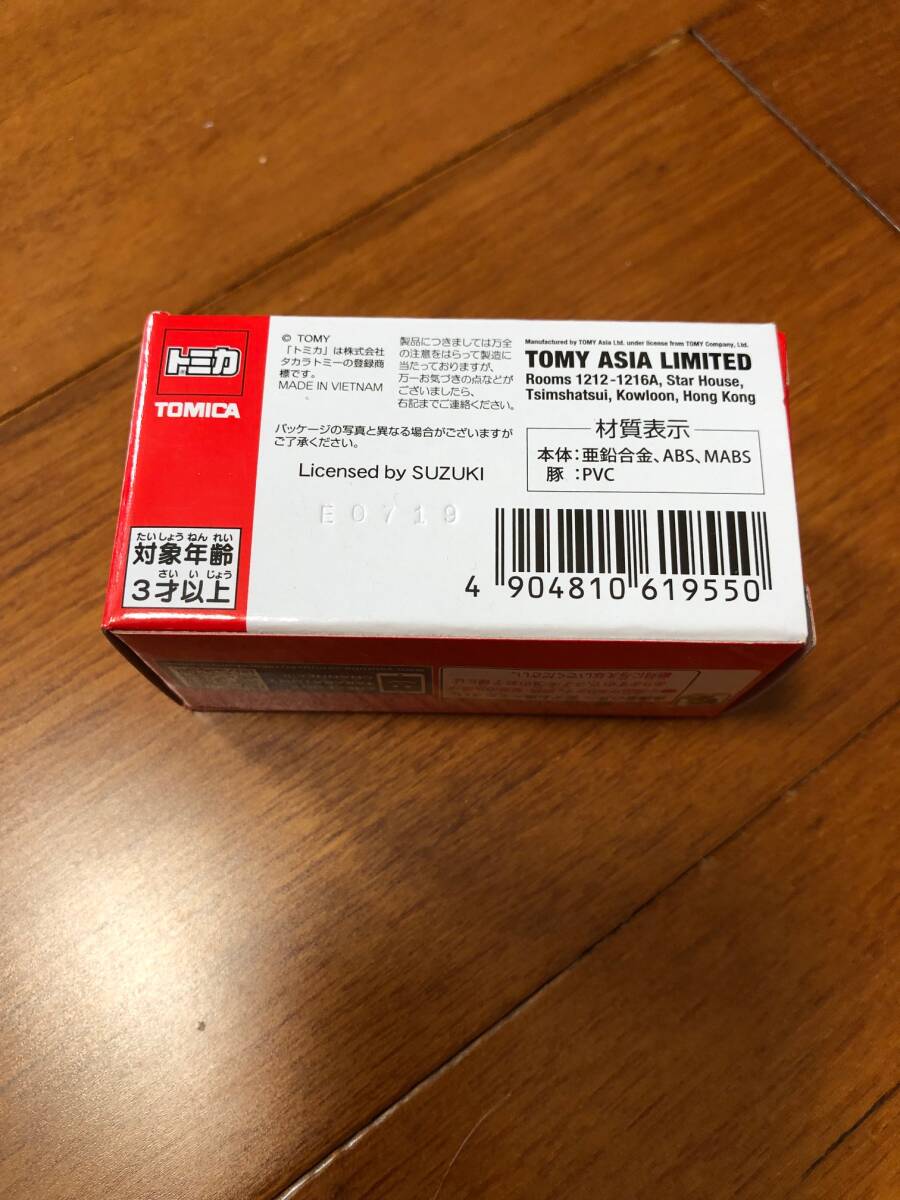 トミカ
TOMICA
© TOMY
「トミカ」は株式会社
タカラトミーの登録商
標です。
MADE IN VIETNAM
製品につきましては万全
の注意をはらって製造に
当たっておりますが、
万一お気づきの点などが
ございましたら、
右記までご連絡ください。
パッケージの写真と異なる場合がございますが
ご了承ください。
Licensed by SUZUKI
E0719
Manufactured by TOMY Asia Ltd. under license from TOMY Company, Ltd.
TOMY ASIA LIMITED
Rooms 1212-1216A, Star House,
Tsimshatsui, Kowloon, Hong Kong
材質表示
本体:亜鉛合金、ABS、MABS
豚 :PVC
4 904810 619550
たいしょう ねん れい
対象年齢
さい い じょう
3才以上